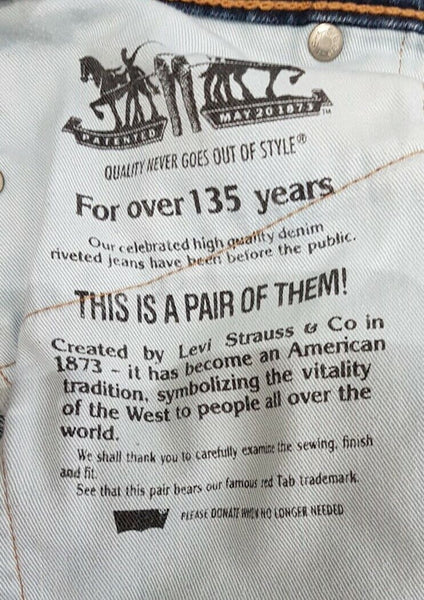 PATENTED MAY 20 1873 ™
QUALITY NEVER GOES OUT OF STYLE®
For over 135 years
Our celebrated high quality denim
riveted jeans have been before the public.
THIS IS A PAIR OF THEM!
Created by Levi Strauss & Co in
1873 - it has become an American
tradition, symbolizing the vitality
of the West to people all over the
world.
We shall thank you to carefully examine the sewing, finish
and fit.
See that this pair bears our famous red Tab trademark.
PLEASE DONATE WHEN NO LONGER NEEDED